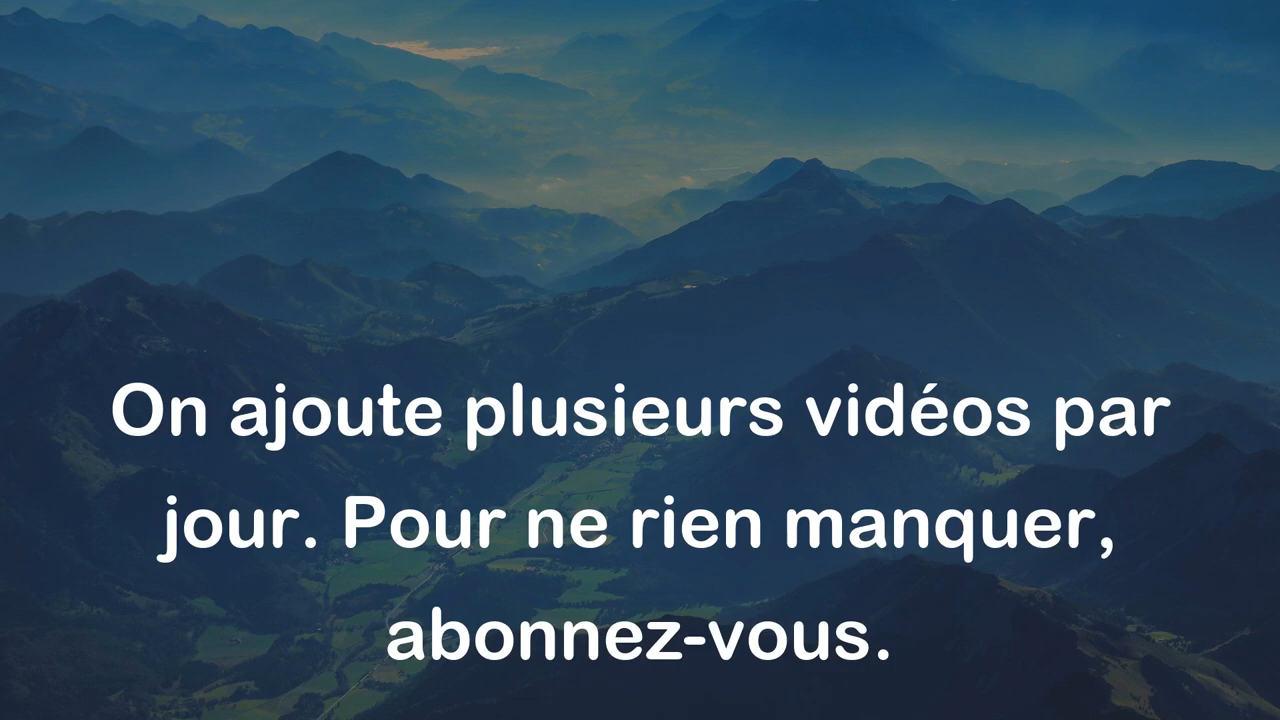 On ajoute plusieurs vidéos par
jour. Pour ne rien manquer,
abonnez-vous.